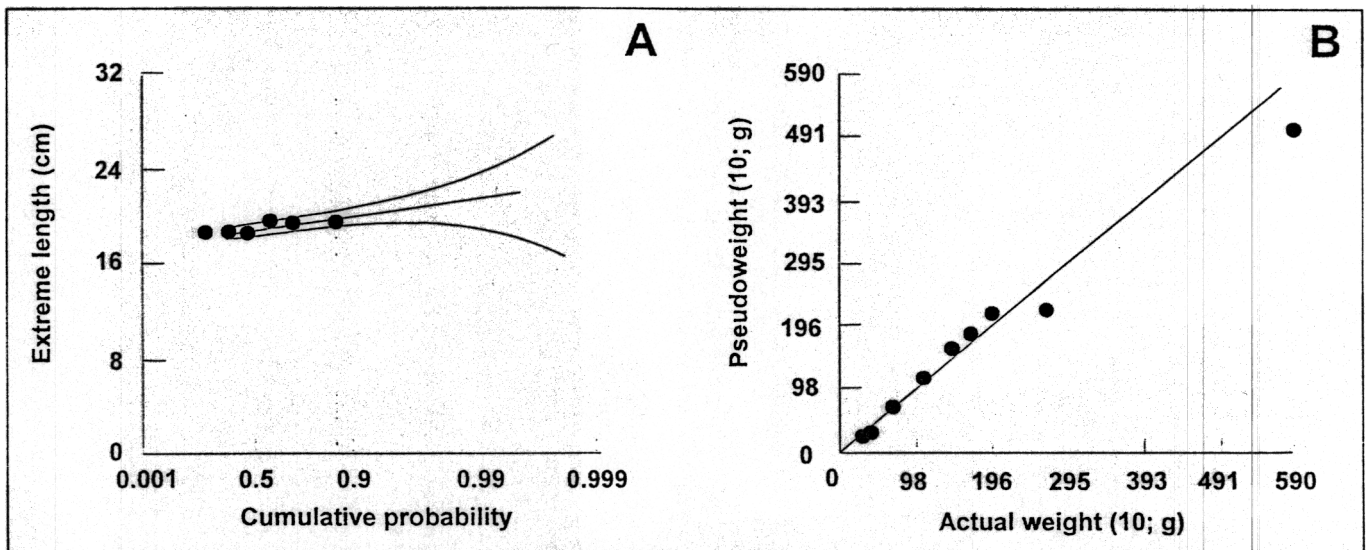 A
32
24
16
8
0
Extreme length (cm)
0.001 0.5 0.9 0.99 0.999
Cumulative probability
B
590
491
393
295
196
98
0
Pseudoweight (10; g)
0 98 196 295 393 491 590
Actual weight (10; g)